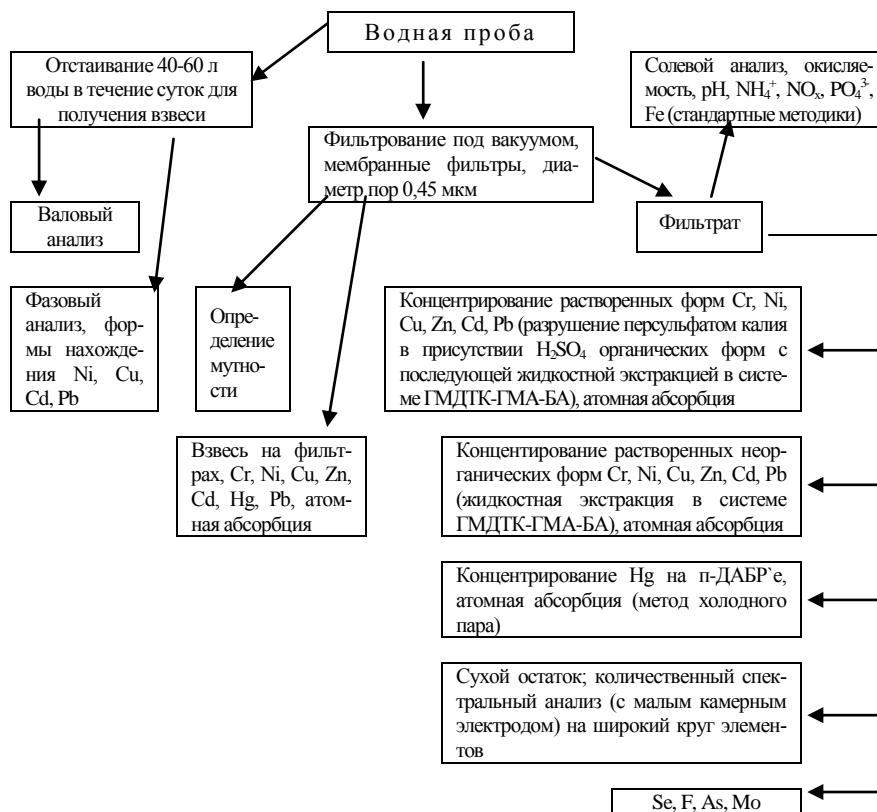 Водная проба
Отстаивание 40-60 л
воды в течение суток для
получения взвеси
Солевой анализ, окисляе-
мость, pH, NH₄⁺, NOₓ, PO₄³⁻,
Fe (стандартные методики)
Фильтрование под вакуумом,
мембранные фильтры, диа-
метр пор 0,45 мкм
Валовый
анализ
Фильтрат
Фазовый
анализ, фор-
мы нахожде-
ния Ni, Cu,
Cd, Pb
Опре-
деление
мутно-
сти
Концентрирование растворенных форм Cr, Ni,
Cu, Zn, Cd, Pb (разрушение персульфатом калия
в присутствии H₂SO₄ органических форм с
последующей жидкостной экстракцией в систе-
ме ГМДТК-ГМА-БА), атомная абсорбция
Взвесь на фильт-
рах, Cr, Ni, Cu, Zn,
Cd, Hg, Pb, атом-
ная абсорбция
Концентирование растворенных неор-
ганических форм Cr, Ni, Cu, Zn, Cd, Pb
(жидкостная экстракция в системе
ГМДТК-ГМА-БА), атомная абсорбция
Концентрирование Hg на п-ДАБР`е,
атомная абсорбция (метод холодного
пара)
Сухой остаток; количественный спек-
тральный анализ (с малым камерным
электродом) на широкий круг элемен-
тов
Se, F, As, Mo